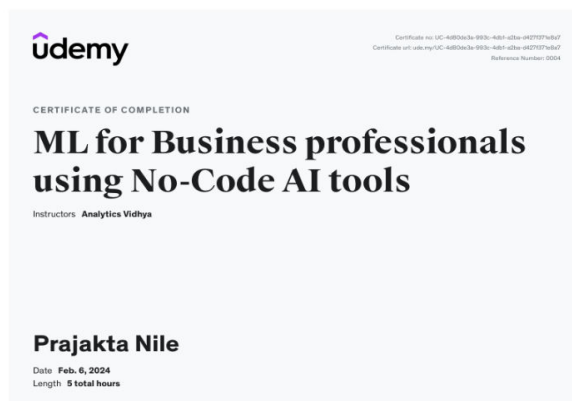 udemy
Certificate no: UC-4d80de3a-993c-4db1-a2ba-d427f371e8a7
Certificate url: ude.my/UC-4d80de3a-993c-4db1-a2ba-d427f371e8a7
Reference Number: 0004
CERTIFICATE OF COMPLETION
ML for Business professionals
using No-Code AI tools
Instructors Analytics Vidhya
Prajakta Nile
Date Feb. 6, 2024
Length 5 total hours